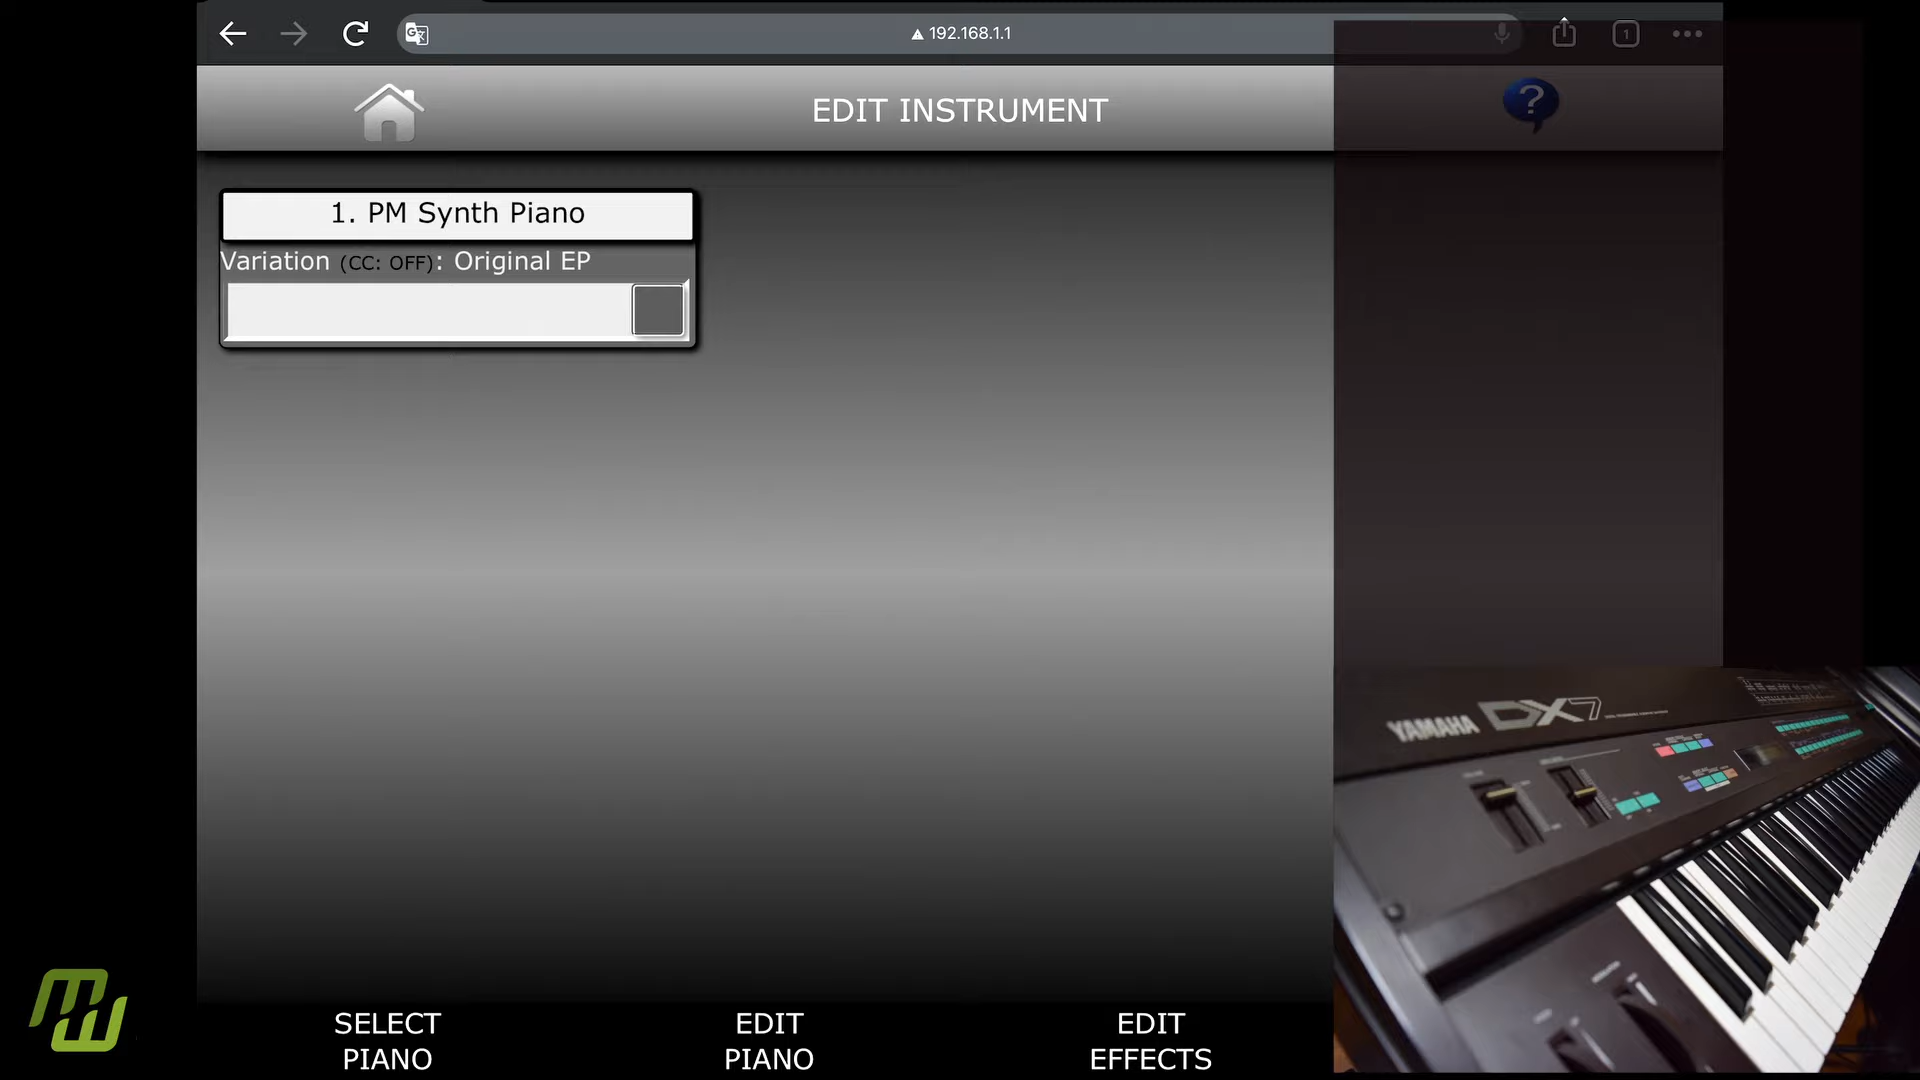 192.168.1.1
1
EDIT INSTRUMENT
?
1. PM Synth Piano
Variation (CC: OFF): Original EP
YAMAHA DX7
SELECT PIANO
EDIT PIANO
EDIT EFFECTS